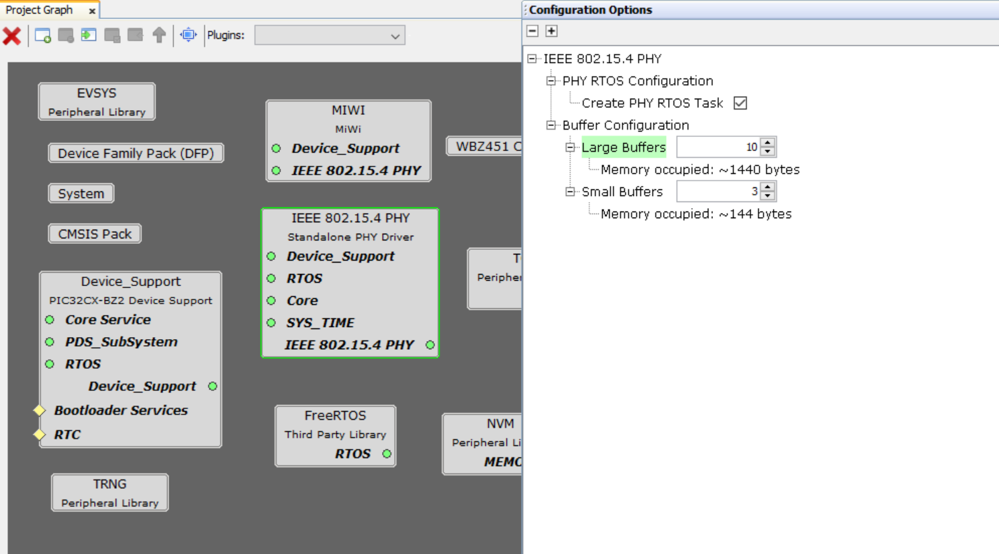 Project Graph x
Plugins:
EVSYS
Peripheral Library
Device Family Pack (DFP)
System
CMSIS Pack
Device_Support
PIC32CX-BZ2 Device Support
Core Service
PDS_SubSystem
RTOS
Device_Support
Bootloader Services
RTC
TRNG
Peripheral Library
MIWI
MiWi
Device_Support
IEEE 802.15.4 PHY
IEEE 802.15.4 PHY
Standalone PHY Driver
Device_Support
RTOS
Core
SYS_TIME
IEEE 802.15.4 PHY
FreeRTOS
Third Party Library
RTOS
WBZ451 C
T
Peripher
NVM
Peripheral Li
MEMO
Configuration Options
IEEE 802.15.4 PHY
PHY RTOS Configuration
Create PHY RTOS Task
Buffer Configuration
Large Buffers 10
Memory occupied: ~1440 bytes
Small Buffers 3
Memory occupied: ~144 bytes